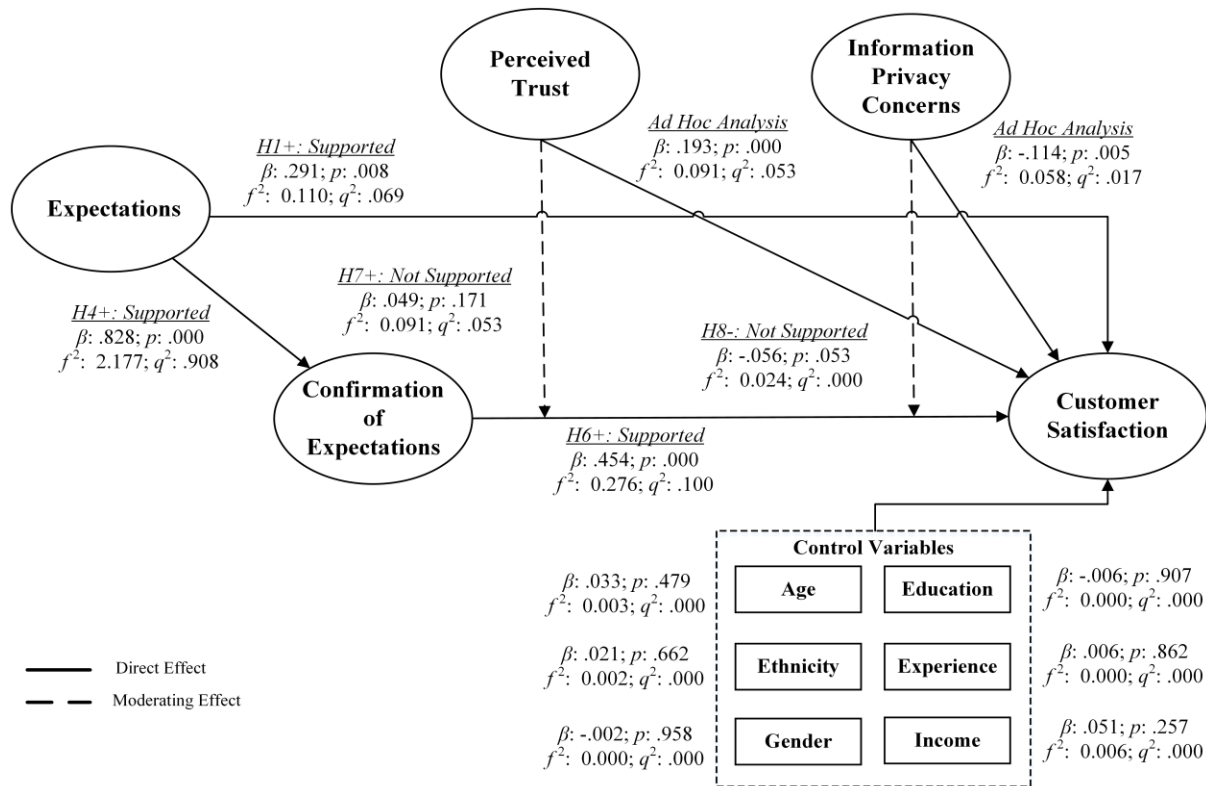 Perceived
Trust
Information
Privacy
Concerns
Ad Hoc Analysis
β: .193; p: .000
f²: 0.091; q²: .053
Ad Hoc Analysis
β: -.114; p: .005
f²: 0.058; q²: .017
H1+: Supported
β: .291; p: .008
f²: 0.110; q²: .069
Expectations
H7+: Not Supported
β: .049; p: .171
f²: 0.091; q²: .053
H4+: Supported
β: .828; p: .000
f²: 2.177; q²: .908
H8-: Not Supported
β: -.056; p: .053
f²: 0.024; q²: .000
Confirmation
of
Expectations
Customer
Satisfaction
H6+: Supported
β: .454; p: .000
f²: 0.276; q²: .100
Control Variables
β: .033; p: .479
f²: 0.003; q²: .000
Age
Education
β: -.006; p: .907
f²: 0.000; q²: .000
β: .021; p: .662
f²: 0.002; q²: .000
Ethnicity
Experience
β: .006; p: .862
f²: 0.000; q²: .000
β: -.002; p: .958
f²: 0.000; q²: .000
Gender
Income
β: .051; p: .257
f²: 0.006; q²: .000
Direct Effect
Moderating Effect